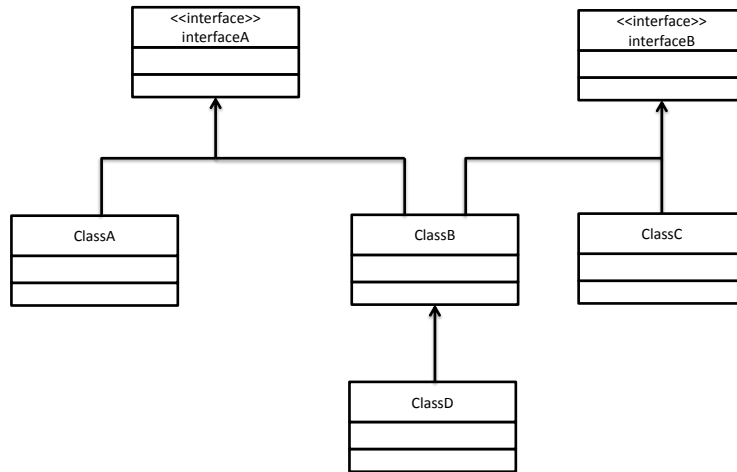 <<interface>>
interfaceA
<<interface>>
interfaceB
ClassA
ClassB
ClassC
ClassD